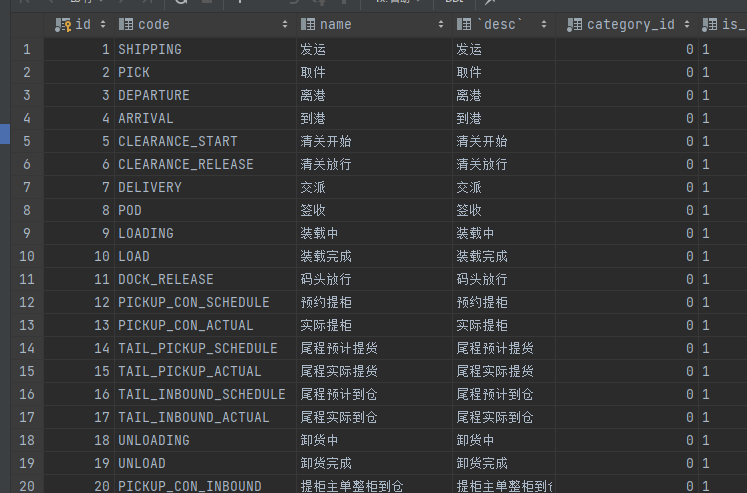 id code name `desc` category_id is_
1 1 SHIPPING 发运 发运 0 1
2 2 PICK 取件 取件 0 1
3 3 DEPARTURE 离港 离港 0 1
4 4 ARRIVAL 到港 到港 0 1
5 5 CLEARANCE_START 清关开始 清关开始 0 1
6 6 CLEARANCE_RELEASE 清关放行 清关放行 0 1
7 7 DELIVERY 交派 交派 0 1
8 8 POD 签收 签收 0 1
9 9 LOADING 装载中 装载中 0 1
10 10 LOAD 装载完成 装载完成 0 1
11 11 DOCK_RELEASE 码头放行 码头放行 0 1
12 12 PICKUP_CON_SCHEDULE 预约提柜 预约提柜 0 1
13 13 PICKUP_CON_ACTUAL 实际提柜 实际提柜 0 1
14 14 TAIL_PICKUP_SCHEDULE 尾程预计提货 尾程预计提货 0 1
15 15 TAIL_PICKUP_ACTUAL 尾程实际提货 尾程实际提货 0 1
16 16 TAIL_INBOUND_SCHEDULE 尾程预计到仓 尾程预计到仓 0 1
17 17 TAIL_INBOUND_ACTUAL 尾程实际到仓 尾程实际到仓 0 1
18 18 UNLOADING 卸货中 卸货中 0 1
19 19 UNLOAD 卸货完成 卸货完成 0 1
20 20 PICKUP_CON_INBOUND 提柜主单整柜到仓 提柜主单整柜到 0 1